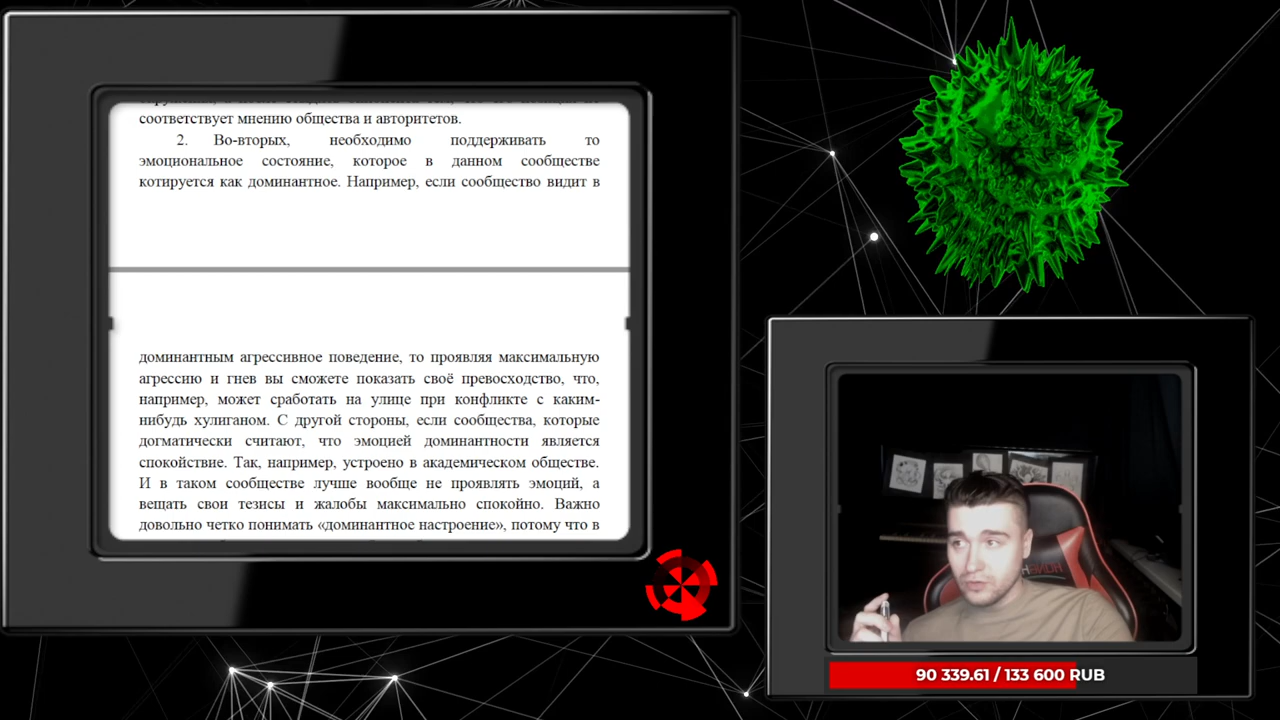 соответствует мнению общества и авторитетов.
2. Во-вторых, необходимо поддерживать то
эмоциональное состояние, которое в данном сообществе
котируется как доминантное. Например, если сообщество видит в
доминантным агрессивное поведение, то проявляя максимальную
агрессию и гнев вы сможете показать своё превосходство, что,
например, может сработать на улице при конфликте с каким-
нибудь хулиганом. С другой стороны, если сообщества, которые
догматически считают, что эмоцией доминантности является
спокойствие. Так, например, устроено в академическом обществе.
И в таком сообществе лучше вообще не проявлять эмоций, а
вещать свои тезисы и жалобы максимально спокойно. Важно
довольно четко понимать «доминантное настроение», потому что в
90 339.61 / 133 600 RUB